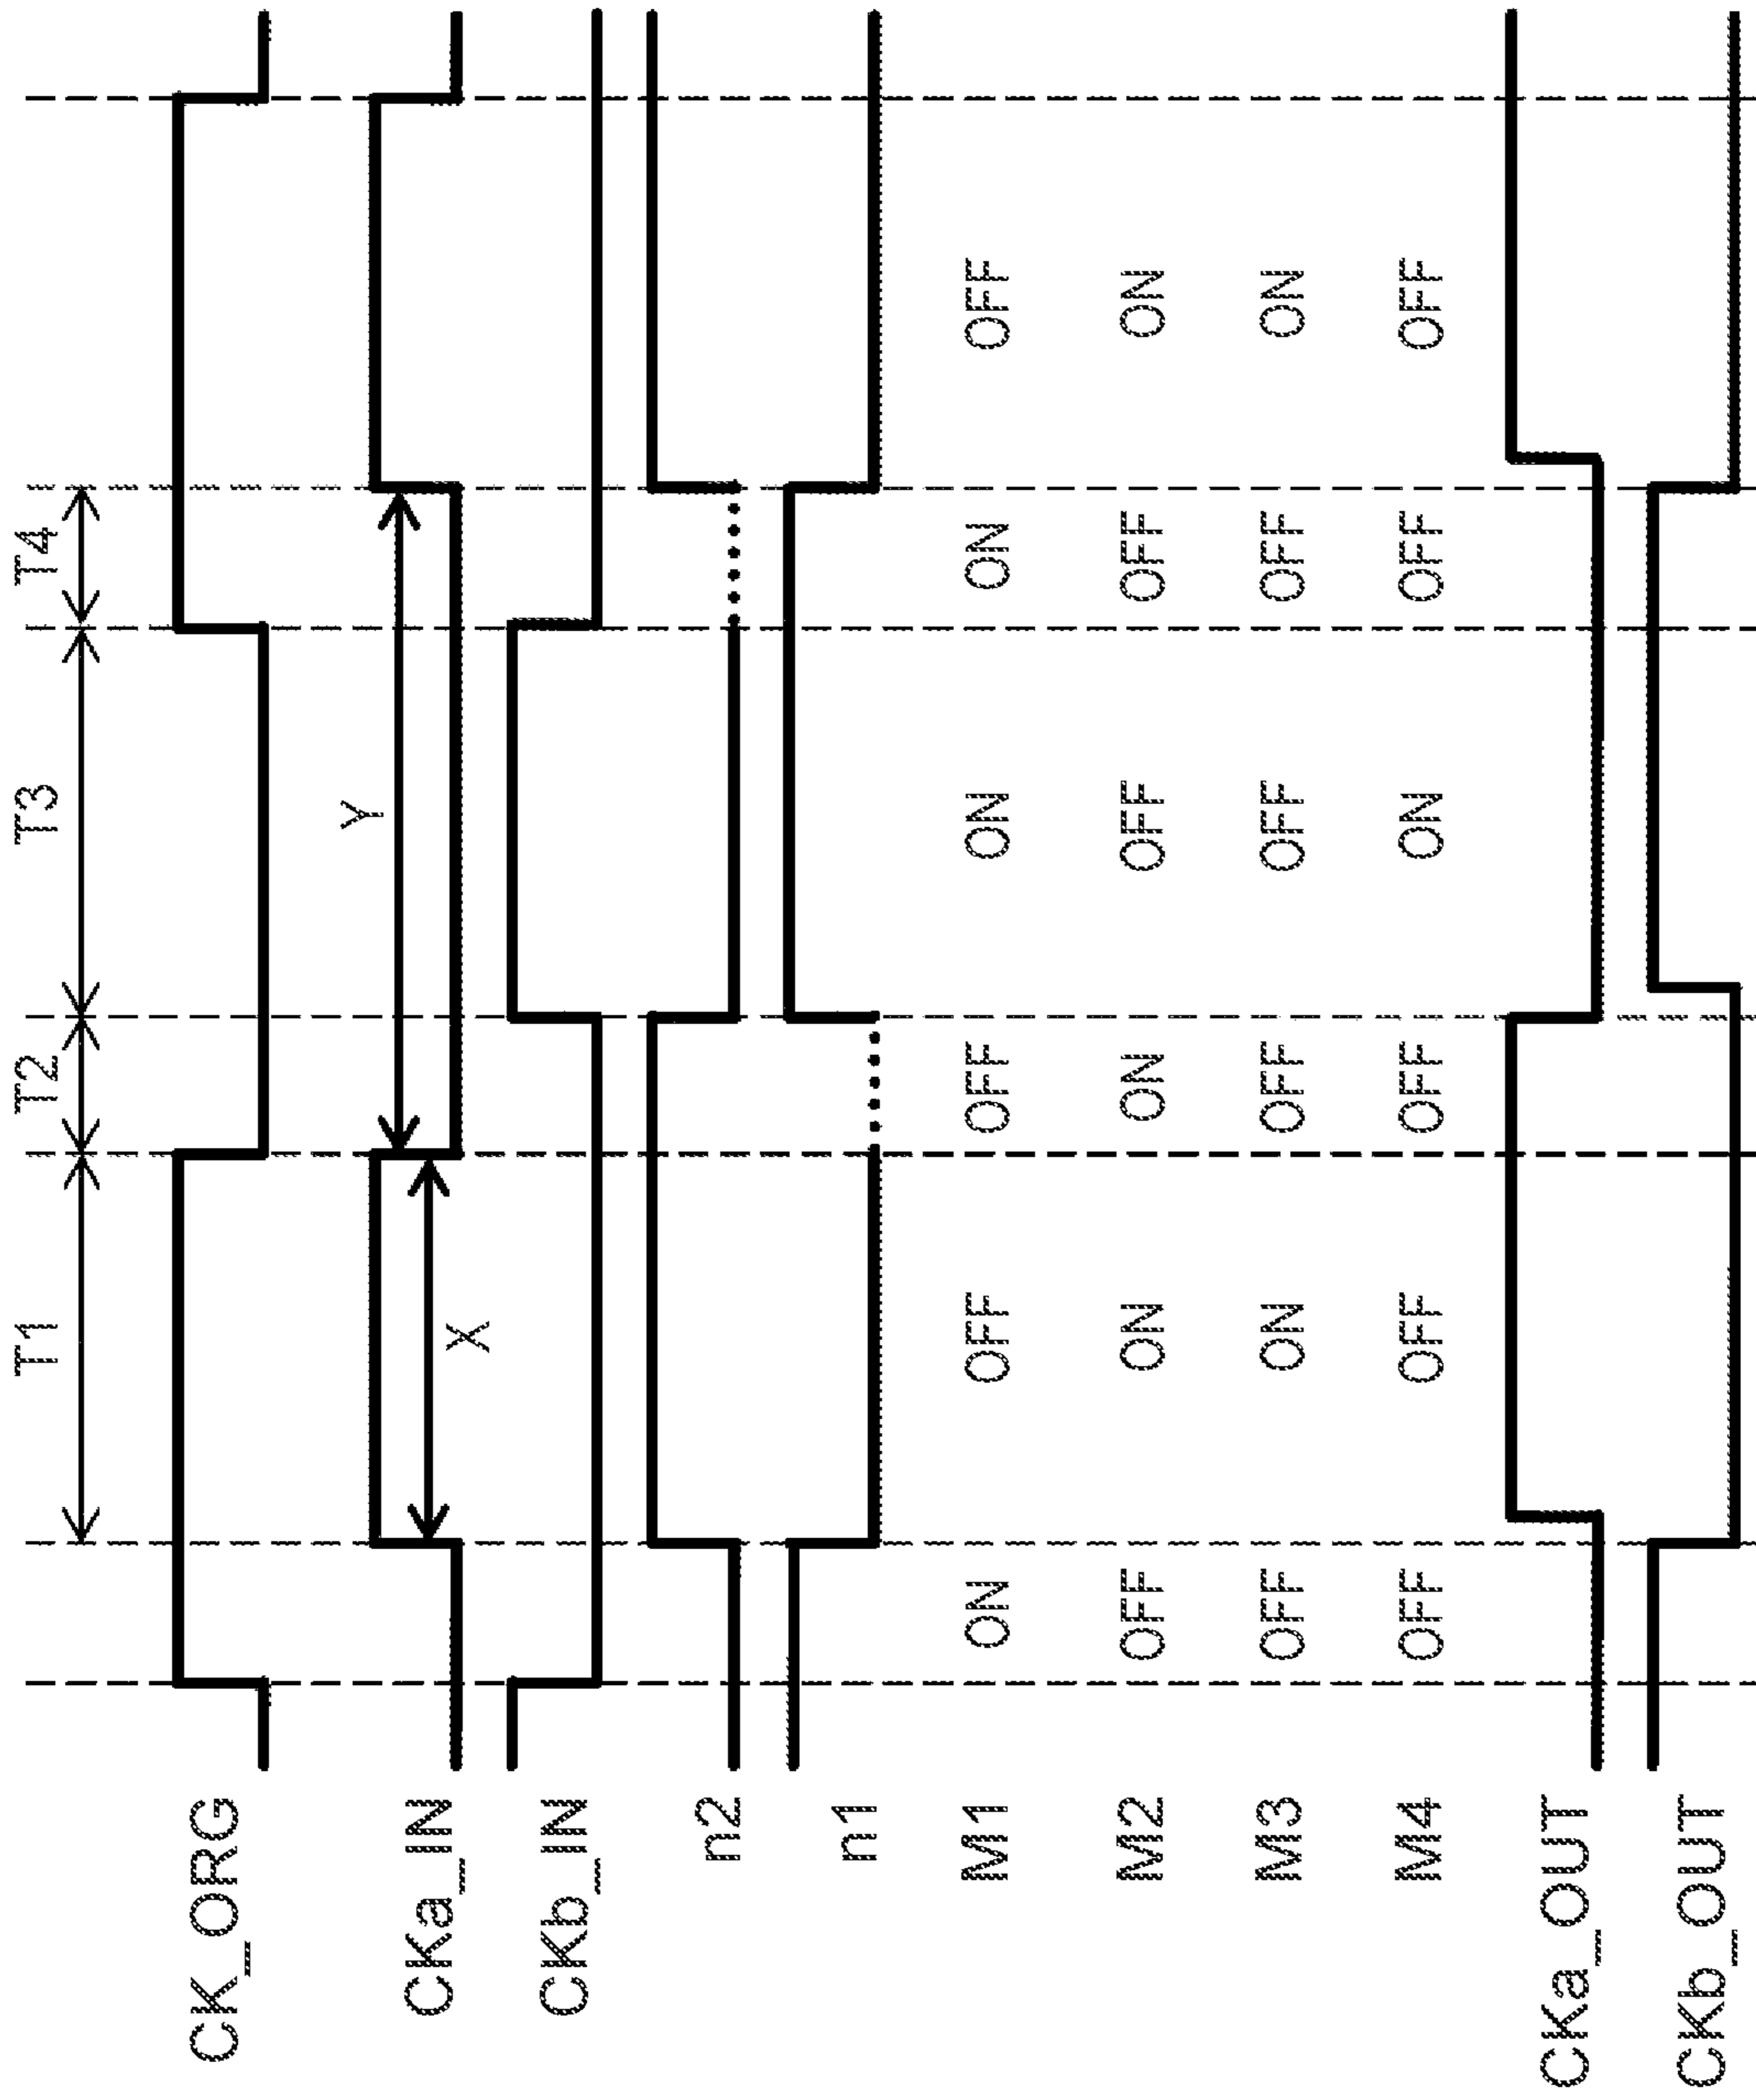 T1 T2 T3 T4
CK_ORG
Y
CKa_IN
X
CKb_IN
n2
n1
M1 ON OFF OFF ON ON OFF
M2 OFF ON ON OFF OFF ON
M3 OFF ON OFF OFF OFF ON
M4 OFF OFF OFF ON OFF OFF
CKa_OUT
CKb_OUT